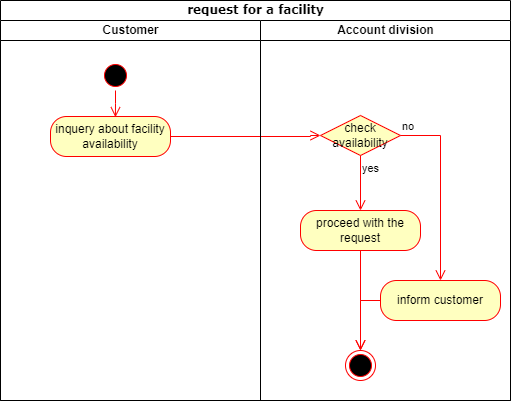 request for a facility
Customer
Account division
inquery about facility
availability
check
availability
no
yes
proceed with the
request
inform customer